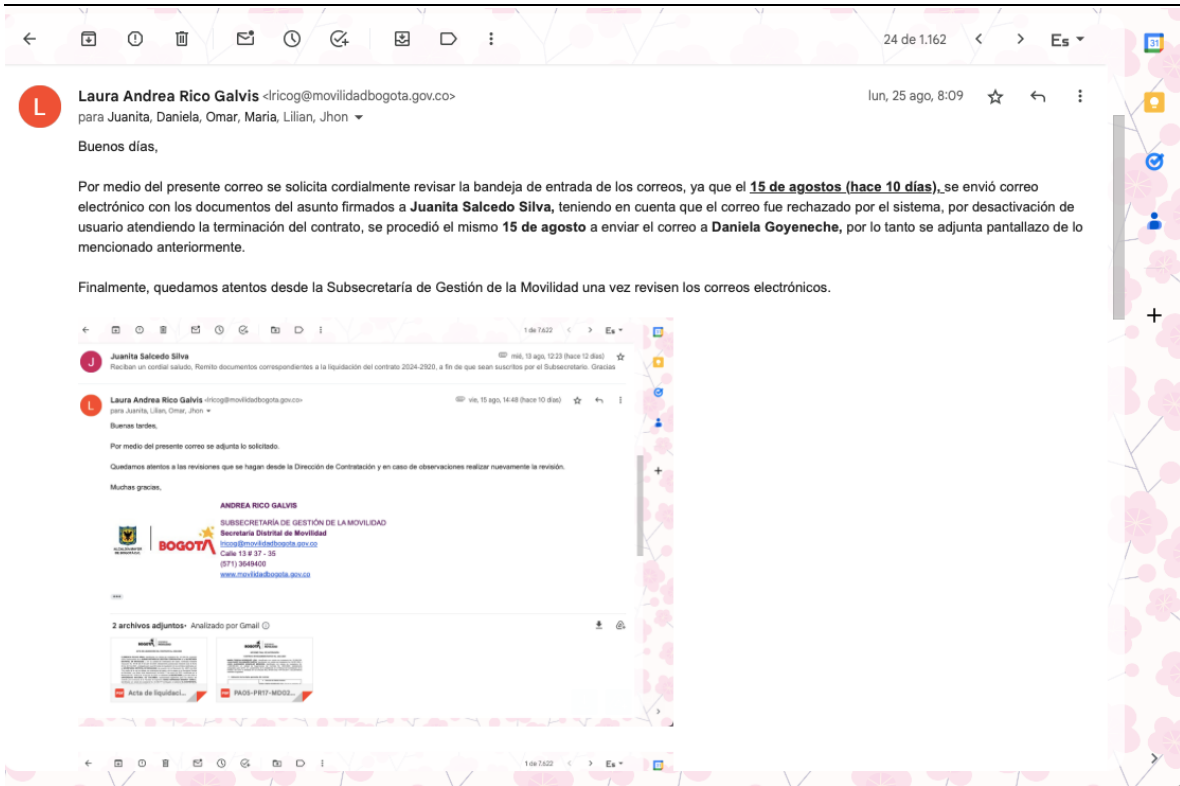 24 de 1.162
Es
31
L
Laura Andrea Rico Galvis <lricog@movilidadbogota.gov.co>
lun, 25 ago, 8:09
para Juanita, Daniela, Omar, Maria, Lilian, Jhon
Buenos días,
Por medio del presente correo se solicita cordialmente revisar la bandeja de entrada de los correos, ya que el 15 de agostos (hace 10 días), se envió correo
electrónico con los documentos del asunto firmados a Juanita Salcedo Silva, teniendo en cuenta que el correo fue rechazado por el sistema, por desactivación de
usuario atendiendo la terminación del contrato, se procedió el mismo 15 de agosto a enviar el correo a Daniela Goyeneche, por lo tanto se adjunta pantallazo de lo
mencionado anteriormente.
Finalmente, quedamos atentos desde la Subsecretaría de Gestión de la Movilidad una vez revisen los correos electrónicos.
1 de 7.622
Es
J
Juanita Salcedo Silva
mié, 13 ago, 12:23 (hace 12 días)
Reciban un cordial saludo, Remito documentos correspondientes a la liquidación del contrato 2024-2920, a fin de que sean suscritos por el Subsecretario. Gracias
L
Laura Andrea Rico Galvis <lricog@movilidadbogota.gov.co>
vie, 15 ago, 14:48 (hace 10 días)
para Juanita, Lilian, Omar, Jhon
Buenas tardes,
Por medio del presente correo se adjunta lo solicitado.
Quedamos atentos a las revisiones que se hagan desde la Dirección de Contratación y en caso de observaciones realizar nuevamente la revisión.
Muchas gracias,
ANDREA RICO GALVIS
SUBSECRETARÍA DE GESTIÓN DE LA MOVILIDAD
Secretaría Distrital de Movilidad
lricog@movilidadbogota.gov.co
Calle 13 # 37 - 35
(571) 3649400
www.movilidadbogota.gov.co
BOGOTÁ
2 archivos adjuntos • Analizado por Gmail
Acta de liquidaci...
PA05-PR17-MD02...
1 de 7.622
Es